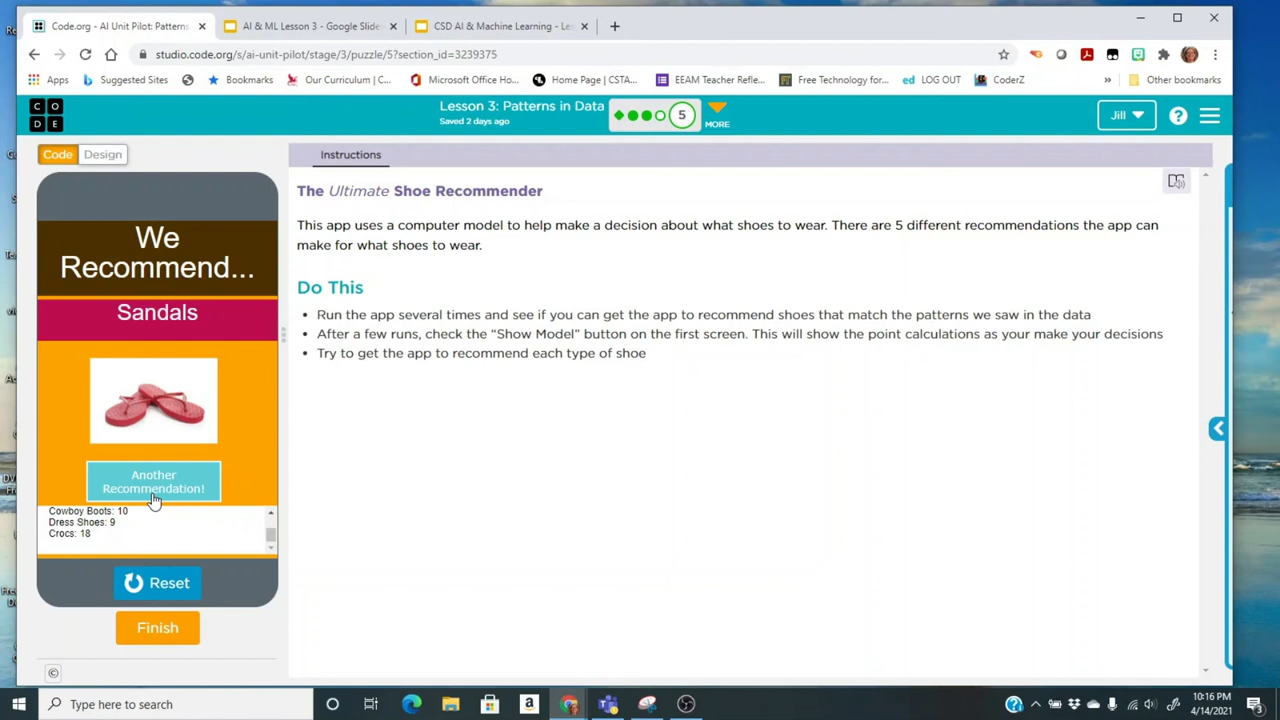 Code.org - AI Unit Pilot: Patterns
AI & ML Lesson 3 - Google Slide
CSD AI & Machine Learning - Le
studio.code.org/s/ai-unit-pilot/stage/3/puzzle/5?section_id=3239375
Apps
Suggested Sites
Bookmarks
Our Curriculum | C...
Microsoft Office Ho...
Home Page | CSTA...
EEAM Teacher Refle...
Free Technology for...
ed LOG OUT
CoderZ
»
Other bookmarks
CODE
Lesson 3: Patterns in Data
Saved 2 days ago
5
MORE
Jill
?
Code
Design
Instructions
We
Recommend...
Sandals
Another
Recommendation!
Cowboy Boots: 10
Dress Shoes: 9
Crocs: 18
Reset
Finish
©
The Ultimate Shoe Recommender
This app uses a computer model to help make a decision about what shoes to wear. There are 5 different recommendations the app can
make for what shoes to wear.
Do This
• Run the app several times and see if you can get the app to recommend shoes that match the patterns we saw in the data
• After a few runs, check the “Show Model” button on the first screen. This will show the point calculations as your make your decisions
• Try to get the app to recommend each type of shoe
Type here to search
10:16 PM
4/14/2021
3